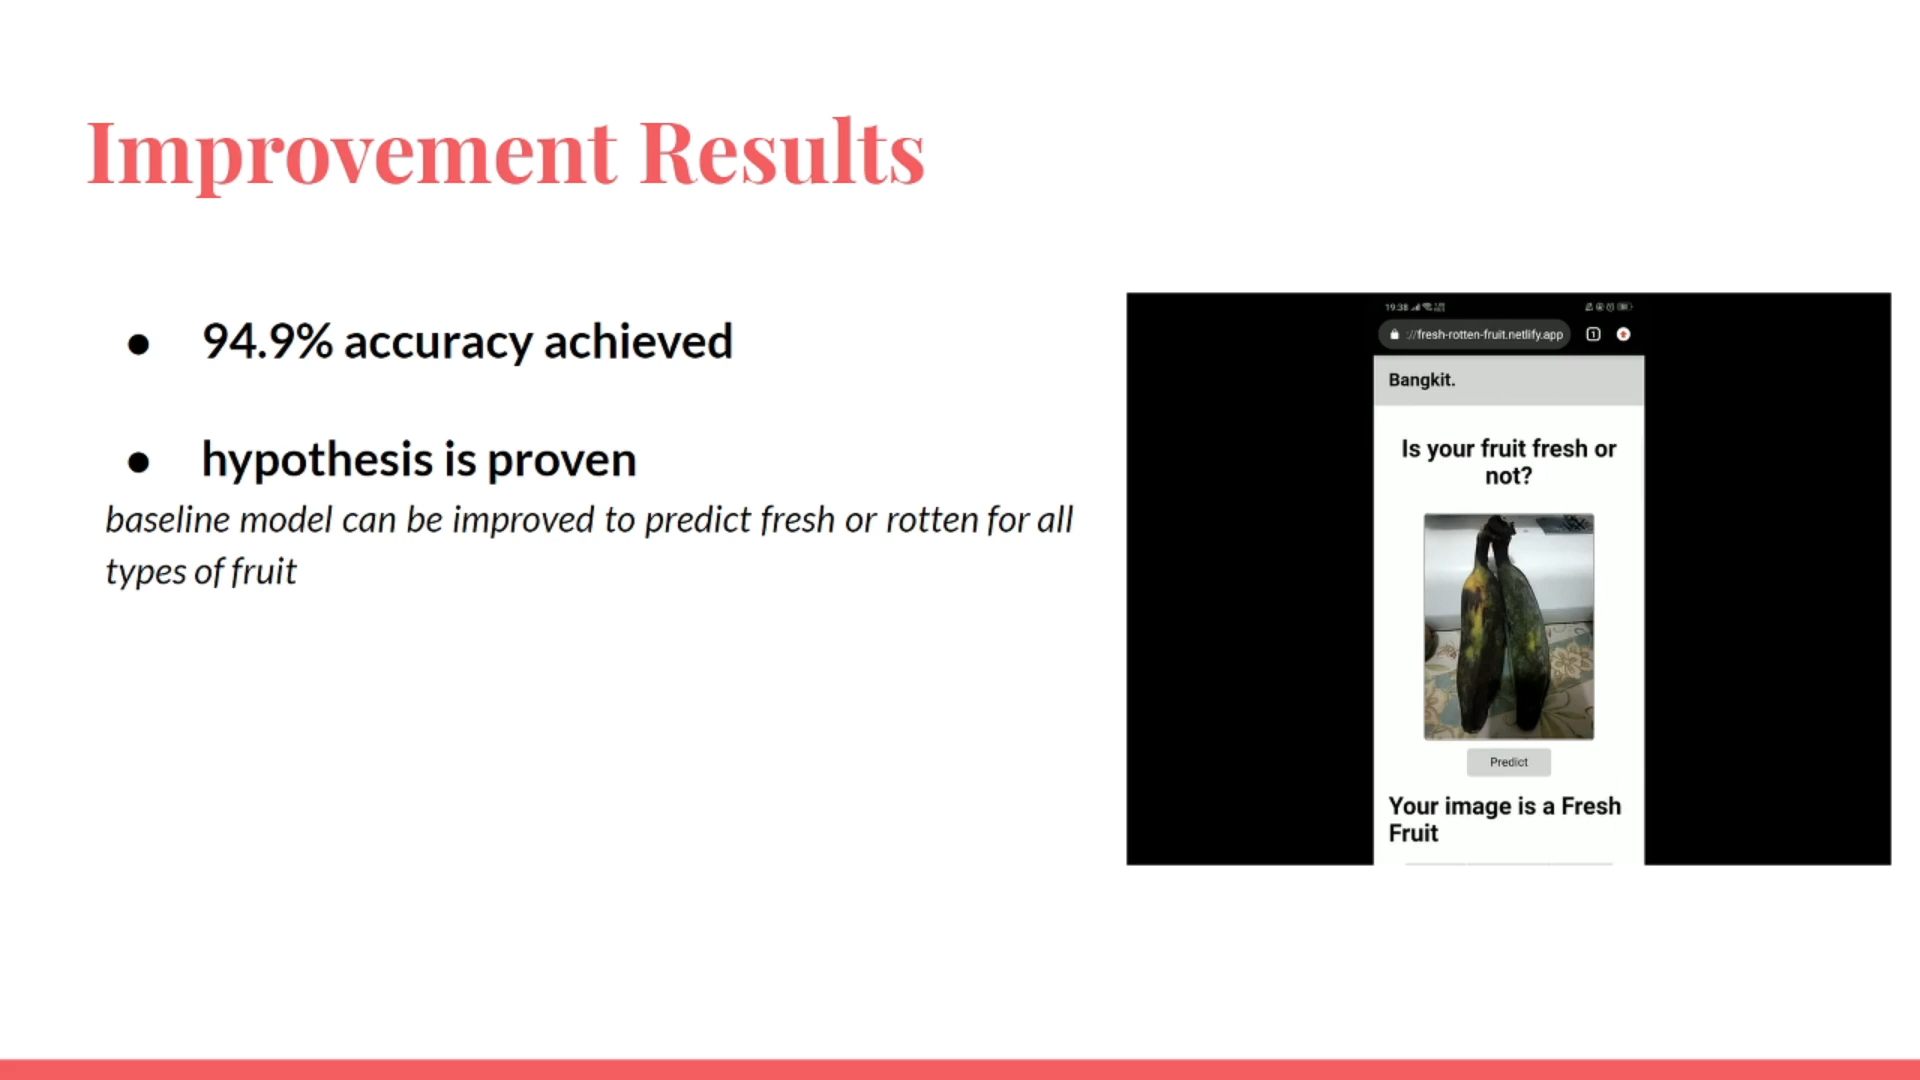 Improvement Results
● 94.9% accuracy achieved
● hypothesis is proven
baseline model can be improved to predict fresh or rotten for all
types of fruit
19:38
://fresh-rotten-fruit.netlify.app
1
Bangkit.
Is your fruit fresh or
not?
Predict
Your image is a Fresh
Fruit